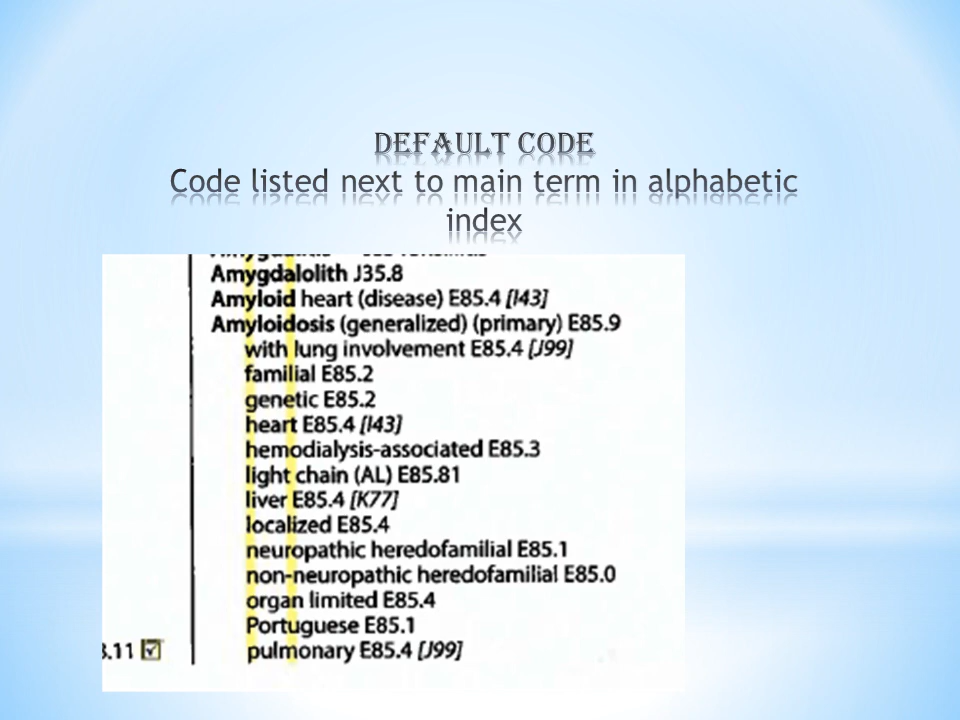 DEFAULT CODE
Code listed next to main term in alphabetic
index
Amygdalolith J35.8
Amyloid heart (disease) E85.4 [I43]
Amyloidosis (generalized) (primary) E85.9
with lung involvement E85.4 [J99]
familial E85.2
genetic E85.2
heart E85.4 [I43]
hemodialysis-associated E85.3
light chain (AL) E85.81
liver E85.4 [K77]
localized E85.4
neuropathic heredofamilial E85.1
non-neuropathic heredofamilial E85.0
organ limited E85.4
Portuguese E85.1
pulmonary E85.4 [J99]
.11